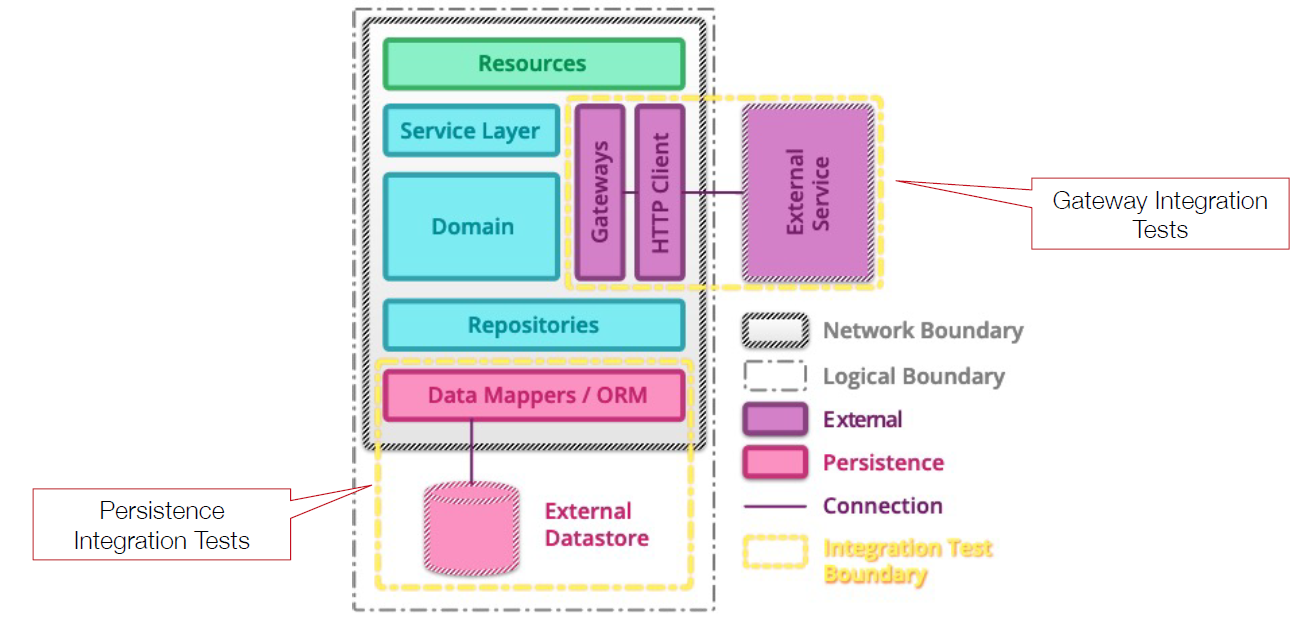 Resources
Service Layer
Gateways
HTTP Client
External
Service
Domain
Gateway Integration
Tests
Repositories
Data Mappers / ORM
Persistence
Integration Tests
External
Datastore
Network Boundary
Logical Boundary
External
Persistence
Connection
Integration Test
Boundary